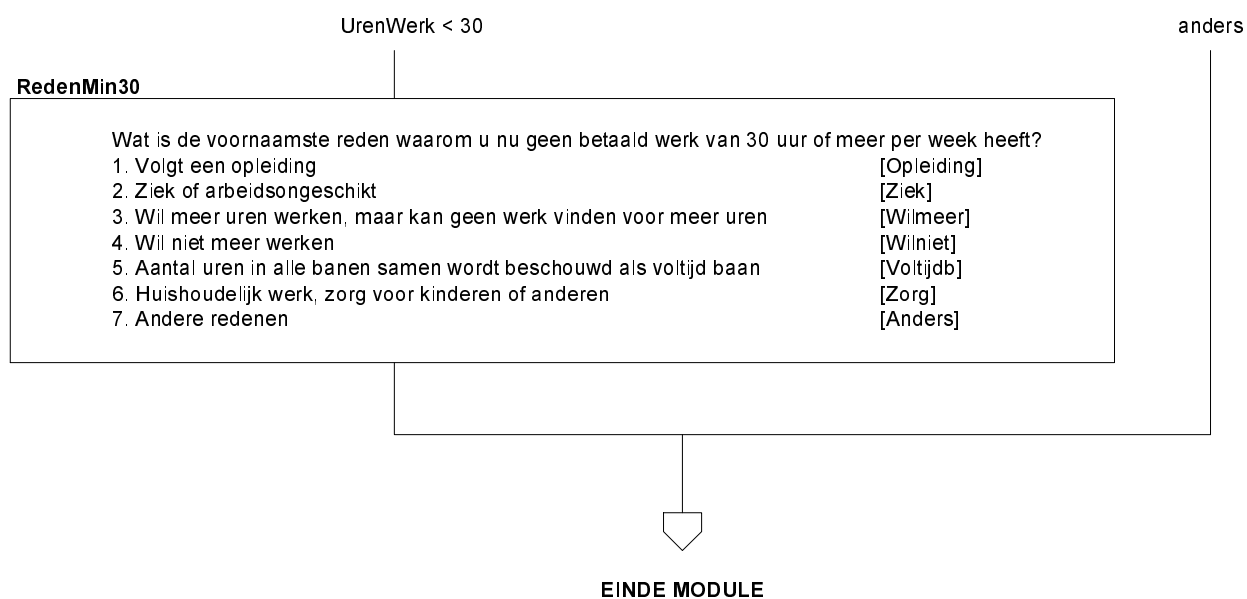 UrenWerk < 30 anders
RedenMin30
Wat is de voornaamste reden waarom u nu geen betaald werk van 30 uur of meer per week heeft?
1. Volgt een opleiding [Opleiding]
2. Ziek of arbeidsongeschikt [Ziek]
3. Wil meer uren werken, maar kan geen werk vinden voor meer uren [Wilmeer]
4. Wil niet meer werken [Wilniet]
5. Aantal uren in alle banen samen wordt beschouwd als voltijd baan [Voltijdb]
6. Huishoudelijk werk, zorg voor kinderen of anderen [Zorg]
7. Andere redenen [Anders]
EINDE MODULE